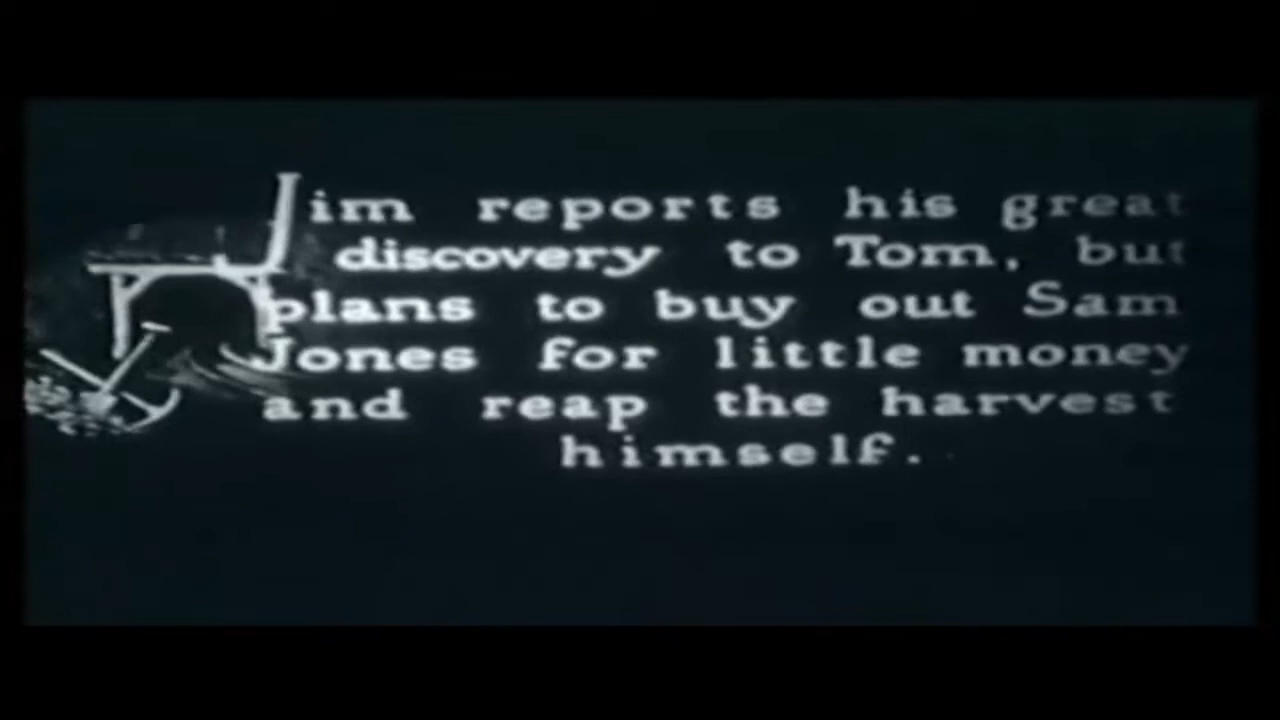 Jim reports his great
discovery to Tom, but
plans to buy out Sam
Jones for little money
and reap the harvest
himself.